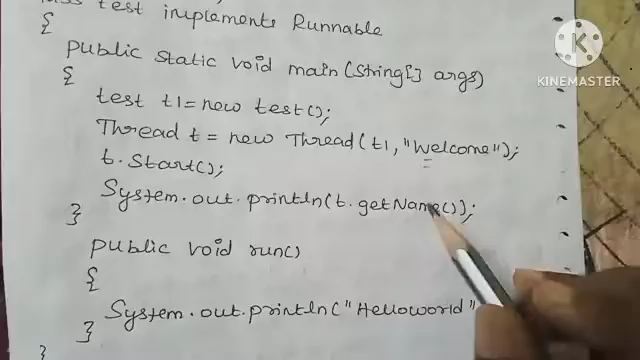 class test implements Runnable
{
public static void main(String[] args)
{
test t1=new test();
Thread t = new Thread(t1,"Welcome");
t.start();
System.out.println(t.getName());
}
public void run()
{
System.out.println("Helloworld"
}
}
KINEMASTER